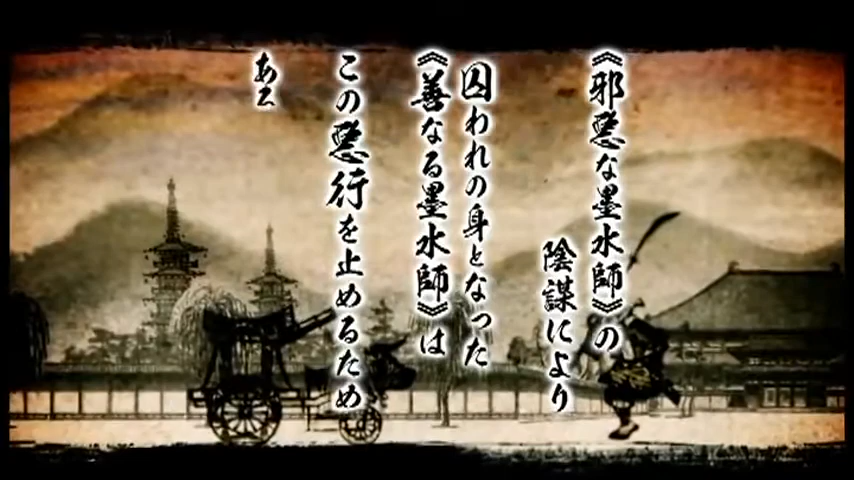 《邪悪な墨水師》の
陰謀により
囚われの身となった
《善なる墨水師》は
この悪行を止めるため
あ